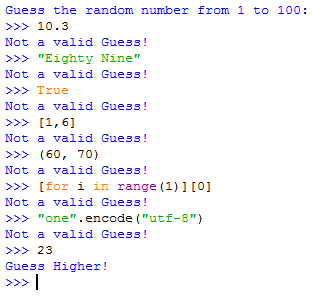 Guess the random number from 1 to 100:
>>> 10.3
Not a valid Guess!
>>> "Eighty Nine"
Not a valid Guess!
>>> True
Not a valid Guess!
>>> [1,6]
Not a valid Guess!
>>> (60, 70)
Not a valid Guess!
>>> [for i in range(1)][0]
Not a valid Guess!
>>> "one".encode("utf-8")
Not a valid Guess!
>>> 23
Guess Higher!
>>>